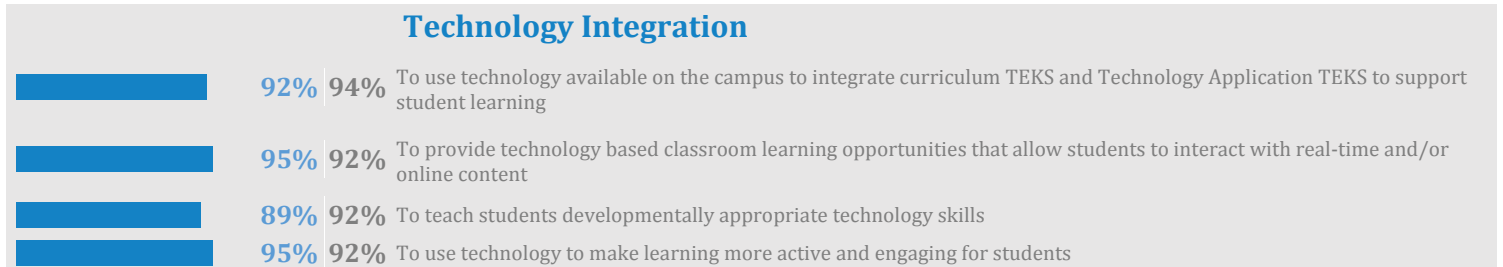 Technology Integration
92% 94% To use technology available on the campus to integrate curriculum TEKS and Technology Application TEKS to support
student learning
95% 92% To provide technology based classroom learning opportunities that allow students to interact with real-time and/or
online content
89% 92% To teach students developmentally appropriate technology skills
95% 92% To use technology to make learning more active and engaging for students